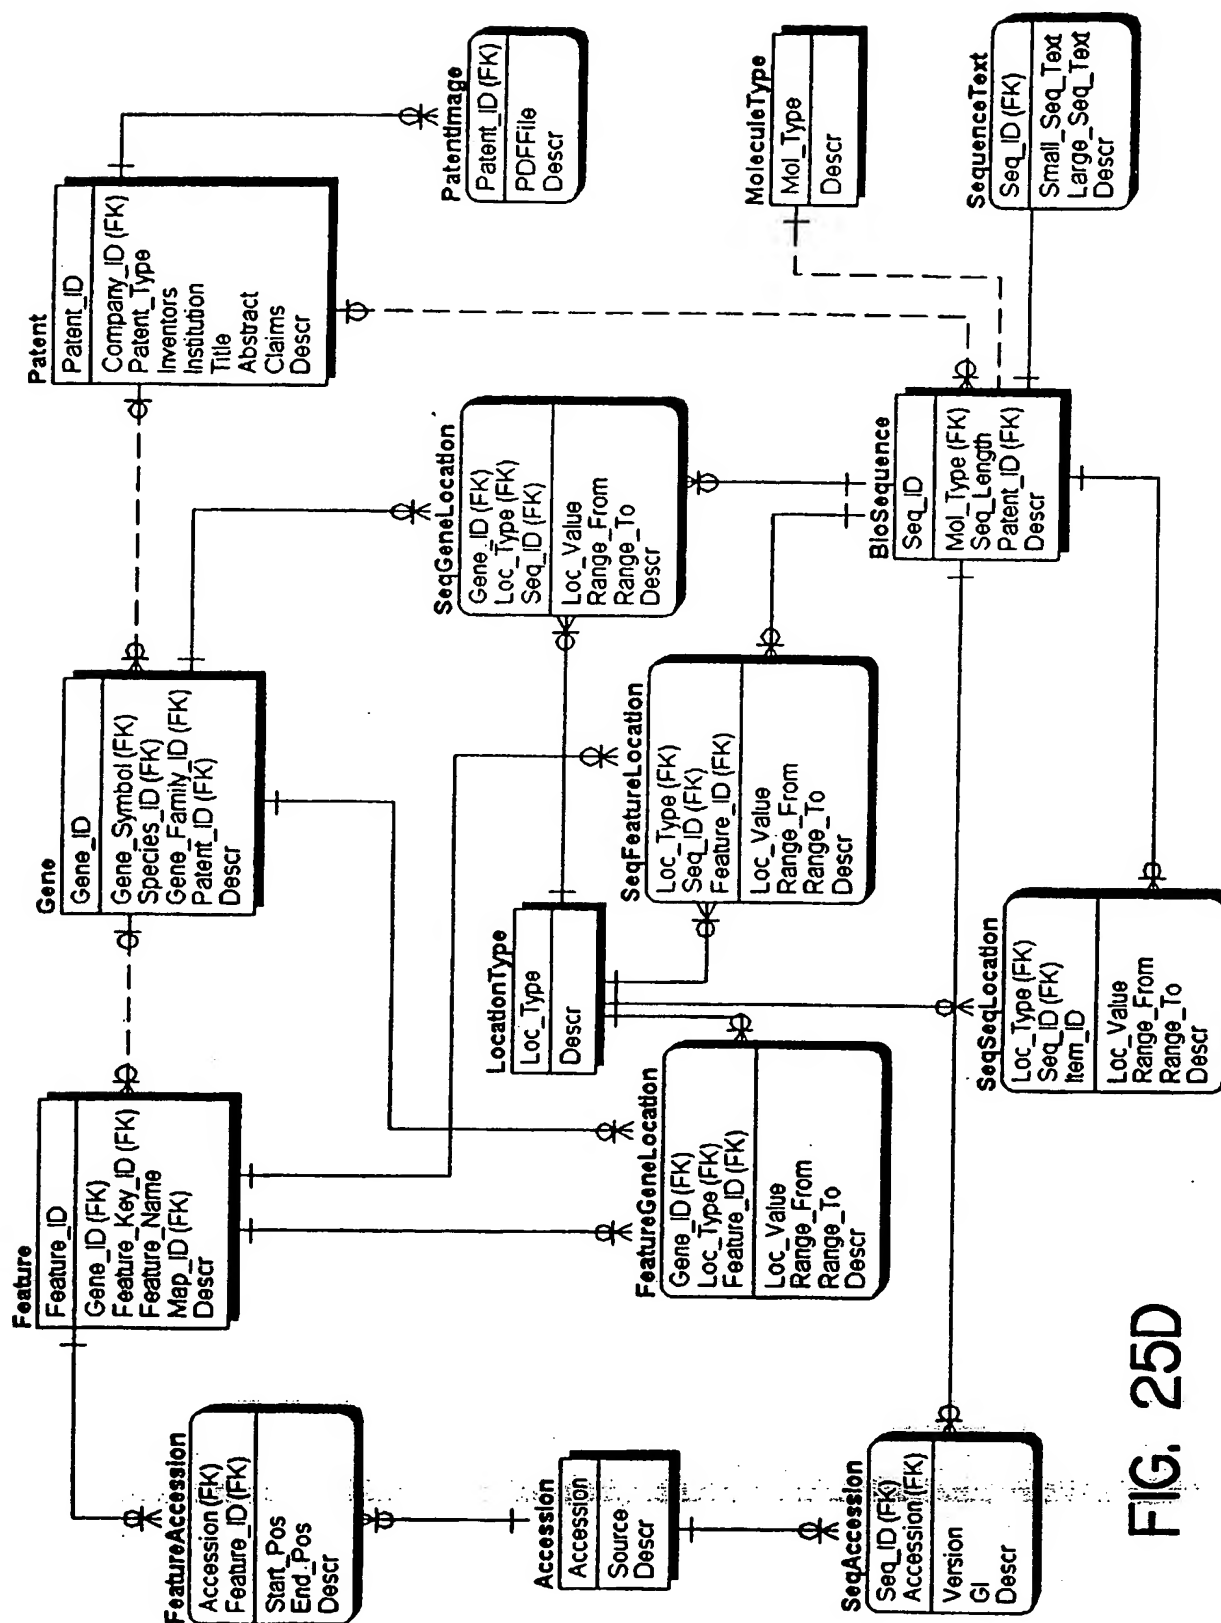 Feature
Feature_ID
Gene_ID (FK)
Feature_Key_ID (FK)
Feature_Name
Map_ID (FK)
Descr
Gene
Gene_ID
Gene_Symbol (FK)
Species_ID (FK)
Gene_Family_ID (FK)
Patent_ID (FK)
Descr
Patent
Patent_ID
Company_ID (FK)
Patent_Type
Inventors
Institution
Title
Abstract
Claims
Descr
PatentImage
Patent_ID (FK)
PDFFile
Descr
FeatureAccession
Accession (FK)
Feature_ID (FK)
Start_Pos
End_Pos
Descr
Accession
Accession
Source
Descr
SeqAccession
Seq_ID (FK)
Accession (FK)
Version
GI
Descr
FeatureGeneLocation
Gene_ID (FK)
Loc_Type (FK)
Feature_ID (FK)
Loc_Value
Range_From
Range_To
Descr
LocationType
Loc_Type
Descr
SeqGeneLocation
Gene_ID (FK)
Loc_Type (FK)
Seq_ID (FK)
Loc_Value
Range_From
Range_To
Descr
SeqFeatureLocation
Loc_Type (FK)
Seq_ID (FK)
Feature_ID (FK)
Loc_Value
Range_From
Range_To
Descr
SeqSeqLocation
Loc_Type (FK)
Seq_ID (FK)
Item_ID
Loc_Value
Range_From
Range_To
Descr
BioSequence
Seq_ID
Mol_Type (FK)
Seq_Length
Patent_ID (FK)
Descr
MoleculeType
Mol_Type
Descr
SequenceText
Seq_ID (FK)
Small_Seq_Text
Large_Seq_Text
Descr
FIG. 25D